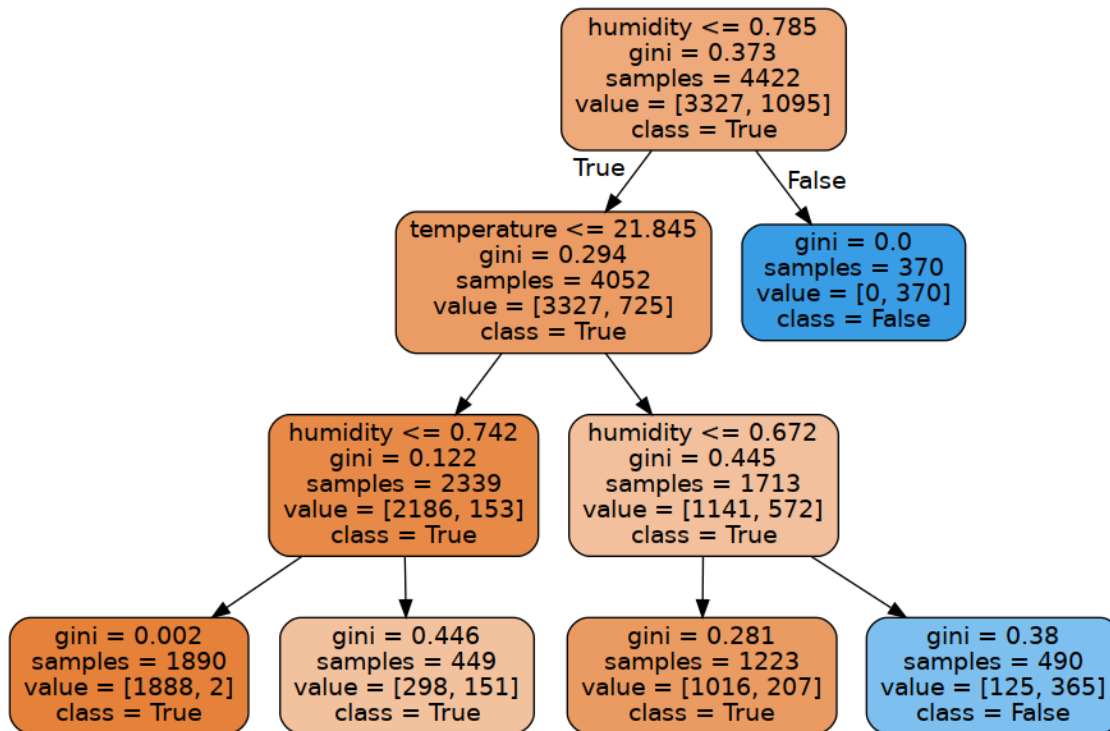 humidity <= 0.785
gini = 0.373
samples = 4422
value = [3327, 1095]
class = True
True
False
temperature <= 21.845
gini = 0.294
samples = 4052
value = [3327, 725]
class = True
gini = 0.0
samples = 370
value = [0, 370]
class = False
humidity <= 0.742
gini = 0.122
samples = 2339
value = [2186, 153]
class = True
humidity <= 0.672
gini = 0.445
samples = 1713
value = [1141, 572]
class = True
gini = 0.002
samples = 1890
value = [1888, 2]
class = True
gini = 0.446
samples = 449
value = [298, 151]
class = True
gini = 0.281
samples = 1223
value = [1016, 207]
class = True
gini = 0.38
samples = 490
value = [125, 365]
class = False